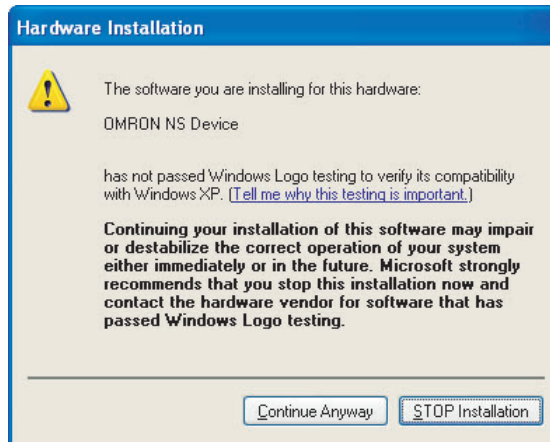 Hardware Installation
The software you are installing for this hardware:
OMRON NS Device
has not passed Windows Logo testing to verify its compatibility
with Windows XP. (Tell me why this testing is important.)
Continuing your installation of this software may impair
or destabilize the correct operation of your system
either immediately or in the future. Microsoft strongly
recommends that you stop this installation now and
contact the hardware vendor for software that has
passed Windows Logo testing.
Continue Anyway
STOP Installation